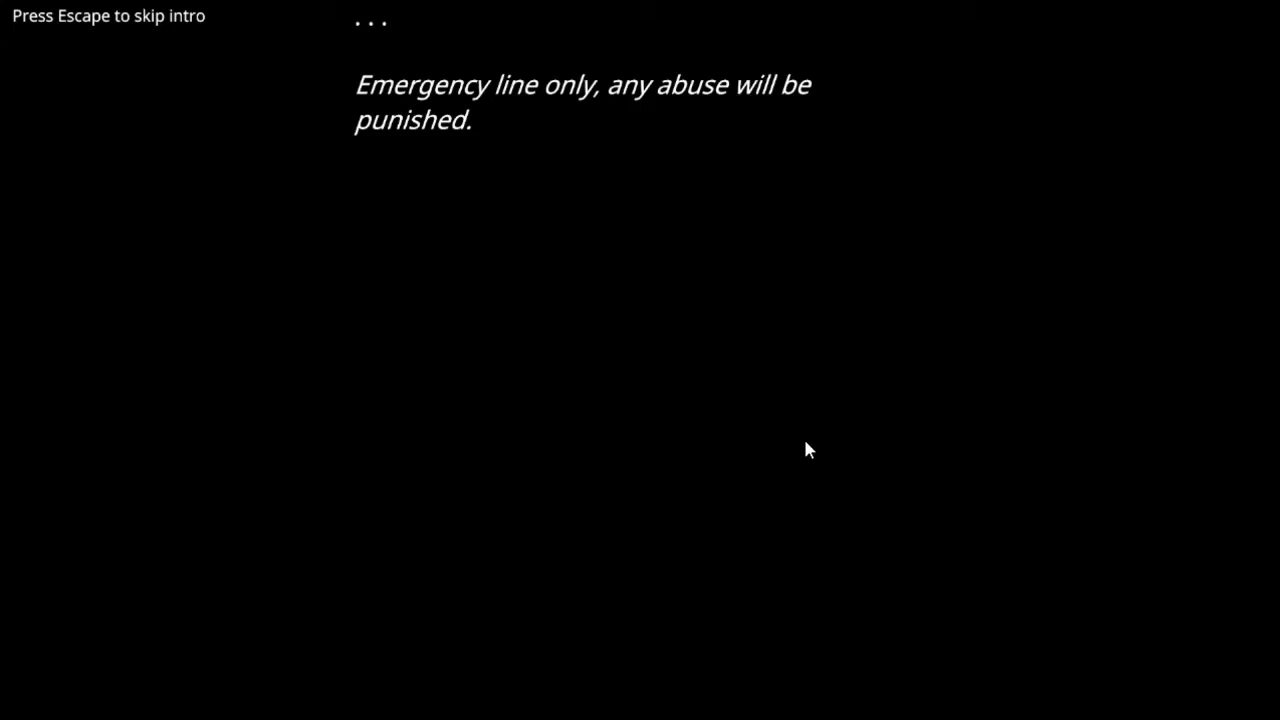 Press Escape to skip intro
...
Emergency line only, any abuse will be
punished.